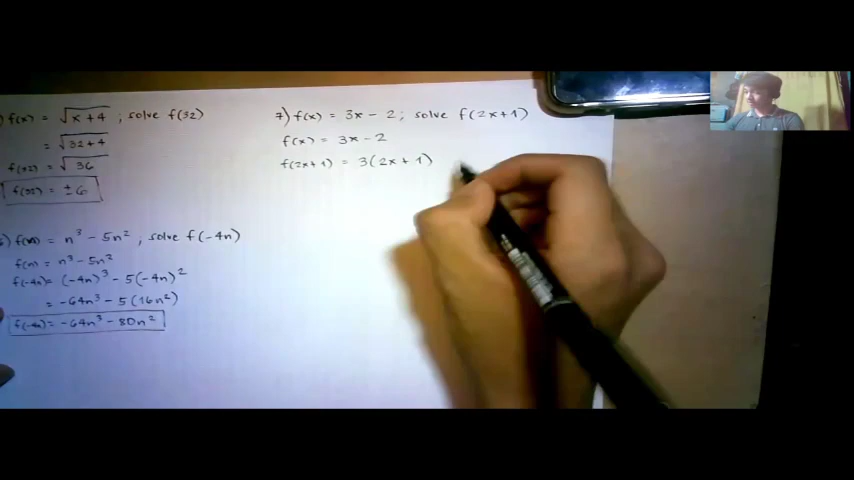 f(x) = √x+4 ; solve f(32)
= √32+4
f(32) = √36
f(32) = ±6
f(n) = n³ - 5n² , solve f(-4n)
f(n) = n³ - 5n²
f(-4n) = (-4n)³ - 5(-4n)²
= -64n³ - 5(16n²)
f(-4n) = -64n³ - 80n²
7) f(x) = 3x - 2 ; solve f(2x+1)
f(x) = 3x - 2
f(2x+1) = 3(2x+1)